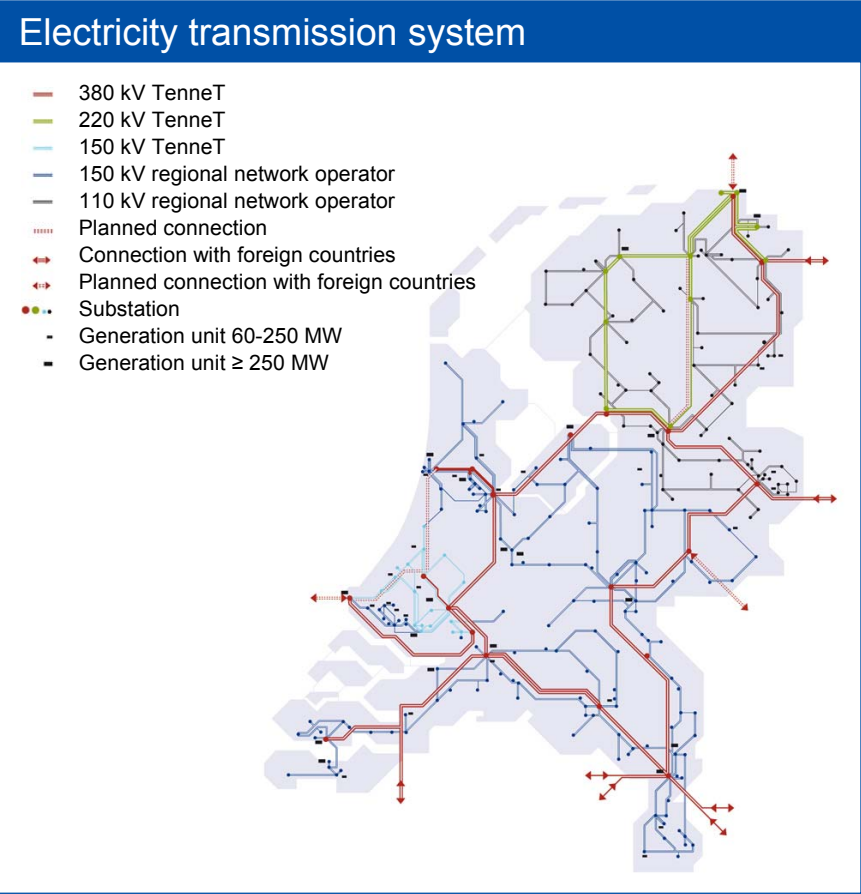 Electricity transmission system
380 kV TenneT
220 kV TenneT
150 kV TenneT
150 kV regional network operator
110 kV regional network operator
Planned connection
Connection with foreign countries
Planned connection with foreign countries
Substation
Generation unit 60-250 MW
Generation unit ≥ 250 MW